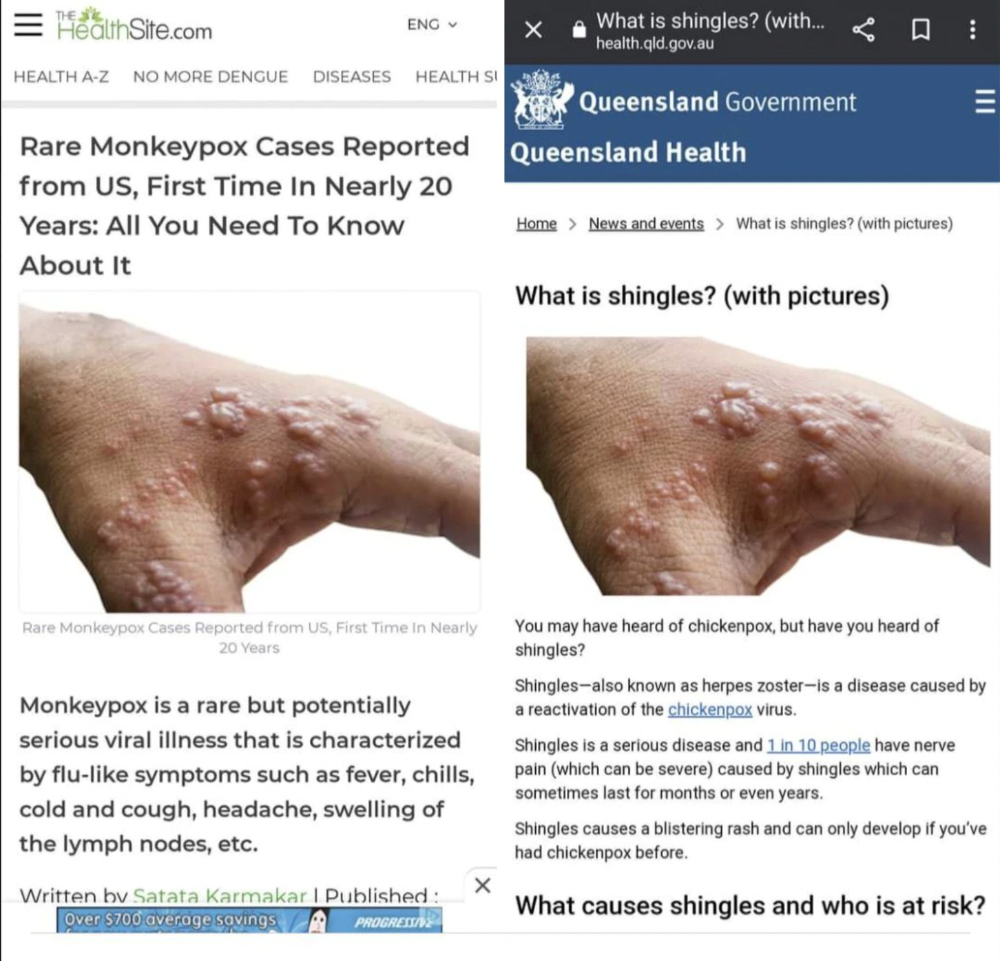 THE
HealthSite.com
ENG
HEALTH A-Z NO MORE DENGUE DISEASES HEALTH
Rare Monkeypox Cases Reported
from US, First Time In Nearly 20
Years: All You Need To Know
About It
Rare Monkeypox Cases Reported from US, First Time In Nearly
20 Years
Monkeypox is a rare but potentially
serious viral illness that is characterized
by flu-like symptoms such as fever, chills,
cold and cough, headache, swelling of
the lymph nodes, etc.
Written by Satata Karmakar | Published :
Over $700 average savings
PROGRESSIVE
What is shingles? (with...
health.qld.gov.au
Queensland Government
Queensland Health
Home > News and events > What is shingles? (with pictures)
What is shingles? (with pictures)
You may have heard of chickenpox, but have you heard of
shingles?
Shingles—also known as herpes zoster—is a disease caused by
a reactivation of the chickenpox virus.
Shingles is a serious disease and 1 in 10 people have nerve
pain (which can be severe) caused by shingles which can
sometimes last for months or even years.
Shingles causes a blistering rash and can only develop if you've
had chickenpox before.
What causes shingles and who is at risk?